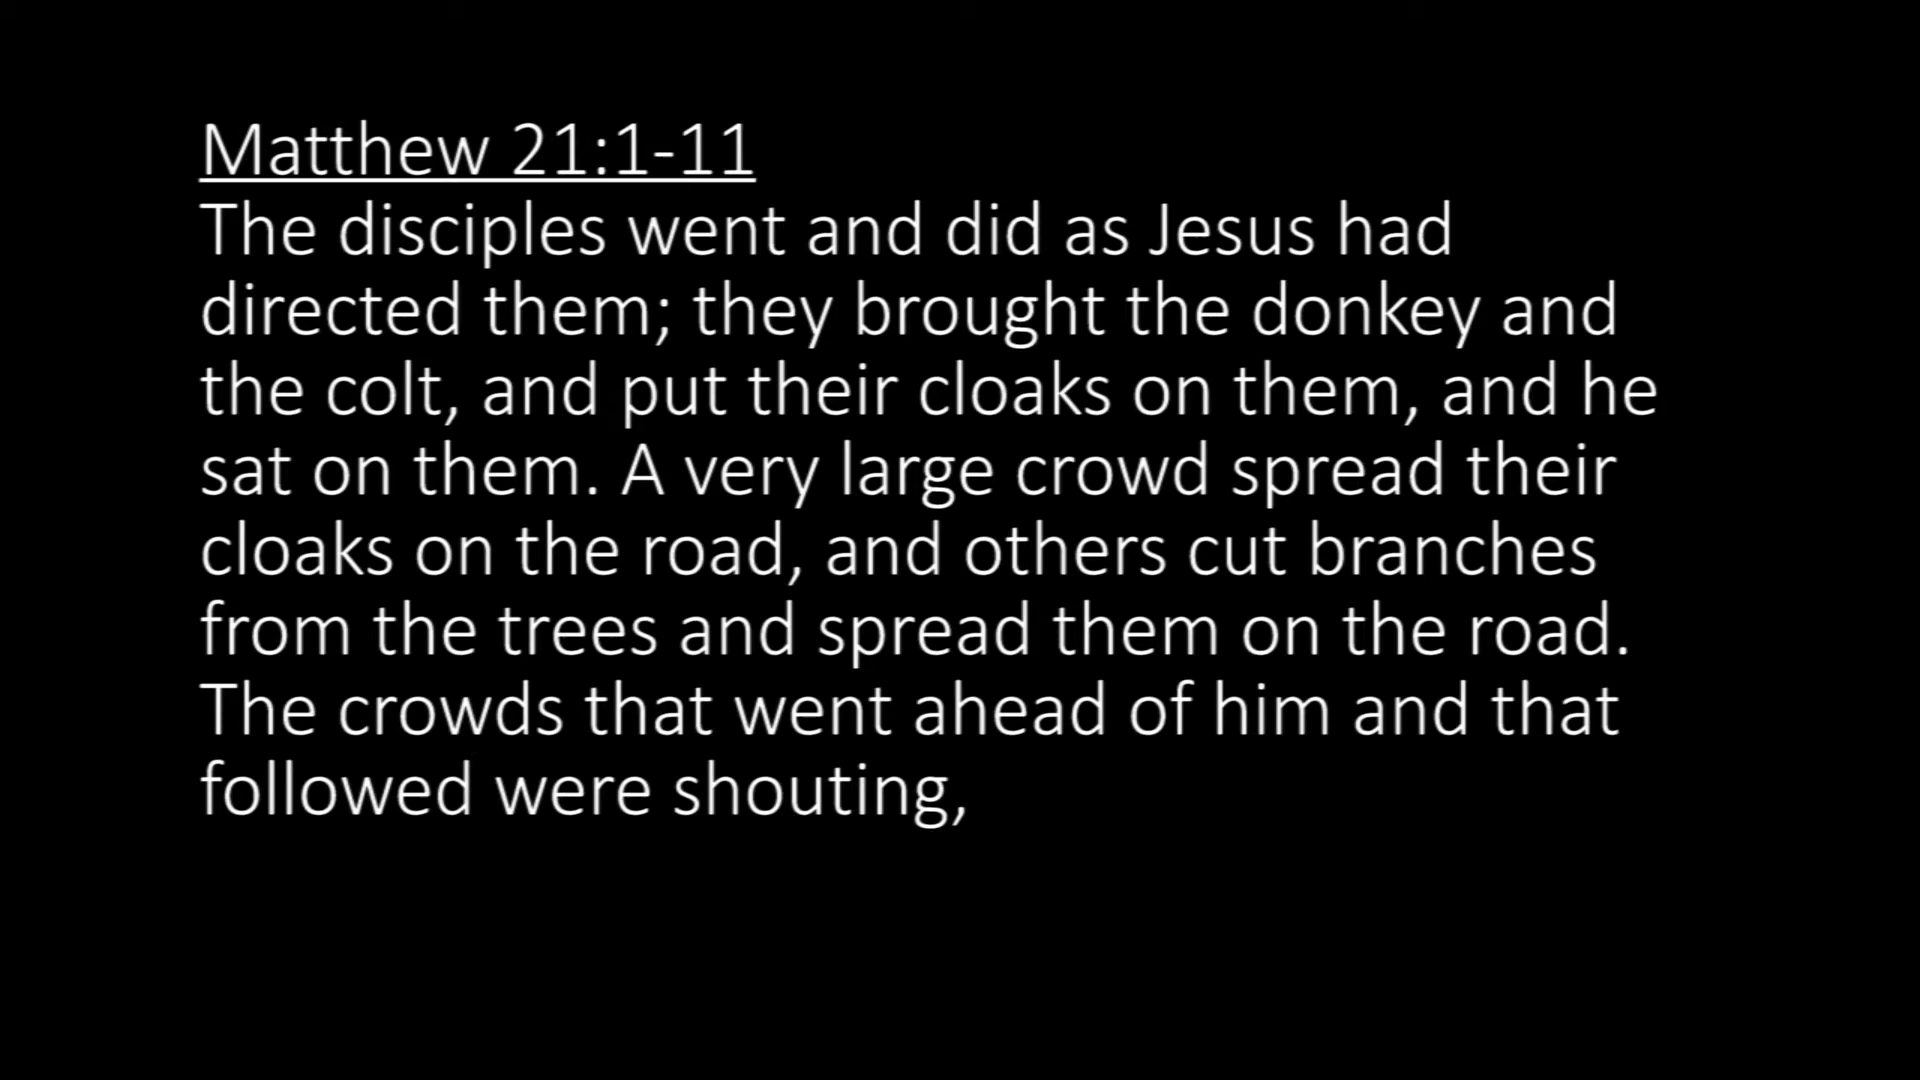 Matthew 21:1-11
The disciples went and did as Jesus had
directed them; they brought the donkey and
the colt, and put their cloaks on them, and he
sat on them. A very large crowd spread their
cloaks on the road, and others cut branches
from the trees and spread them on the road.
The crowds that went ahead of him and that
followed were shouting,